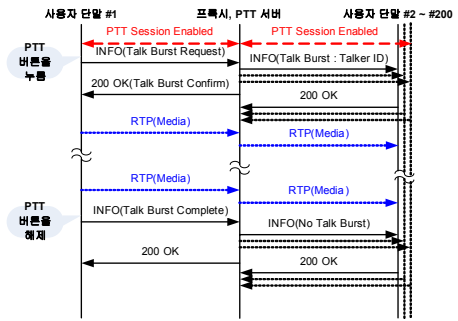 사용자 단말 #1
프록시, PTT 서버
사용자 단말 #2 ~ #200
PTT Session Enabled
PTT Session Enabled
PTT
버튼을
누름
INFO(Talk Burst Request)
INFO(Talk Burst : Talker ID)
200 OK(Talk Burst Confirm)
200 OK
RTP(Media)
RTP(Media)
RTP(Media)
RTP(Media)
PTT
버튼을
해제
INFO(Talk Burst Complete)
INFO(No Talk Burst)
200 OK
200 OK